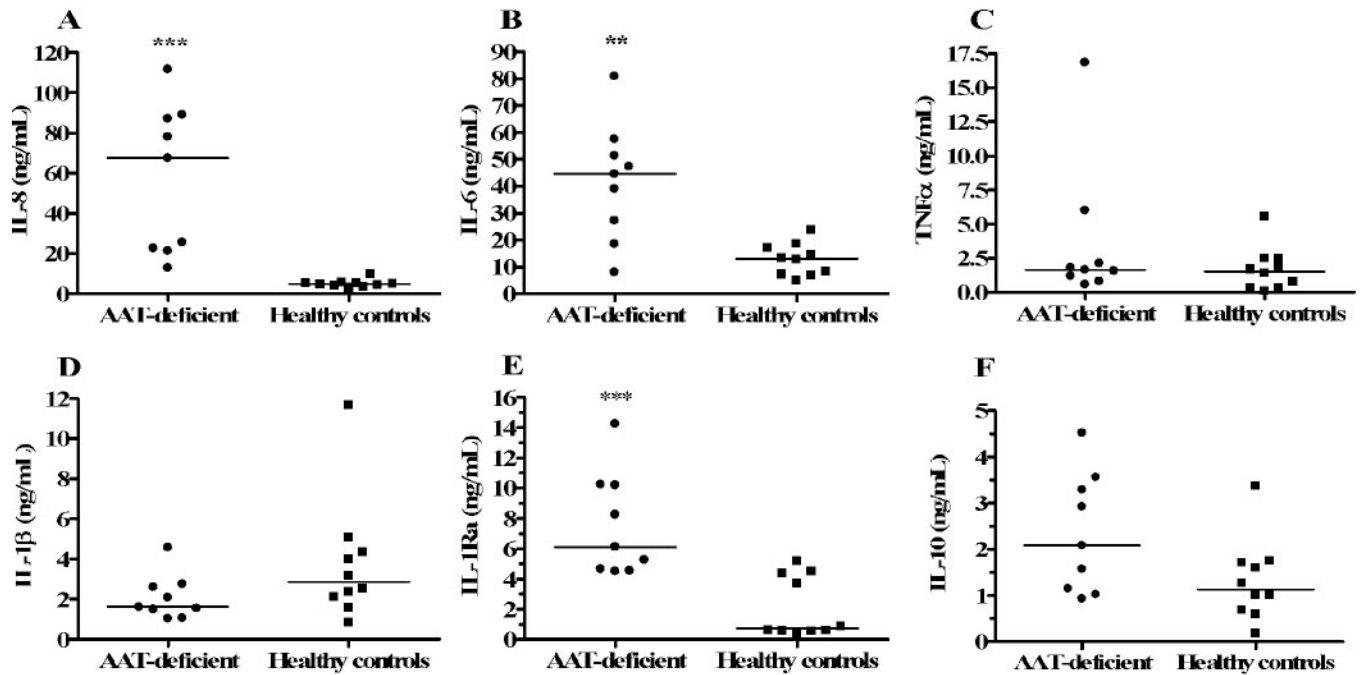 A
***
IL-8 (ng/mL)
120
100
80
60
40
20
0
AAT-deficient Healthy controls
B
**
IL-6 (ng/mL)
90
80
70
60
50
40
30
20
10
0
AAT-deficient Healthy controls
C
TNFα (ng/mL)
17.5
15.0
12.5
10.0
7.5
5.0
2.5
0.0
AAT-deficient Healthy controls
D
IL-1β (ng/mL)
12
10
8
6
4
2
0
AAT-deficient Healthy controls
E
***
IL-1Ra (ng/mL)
16
14
12
10
8
6
4
2
0
AAT-deficient Healthy controls
F
IL-10 (ng/mL)
5
4
3
2
1
0
AAT-deficient Healthy controls